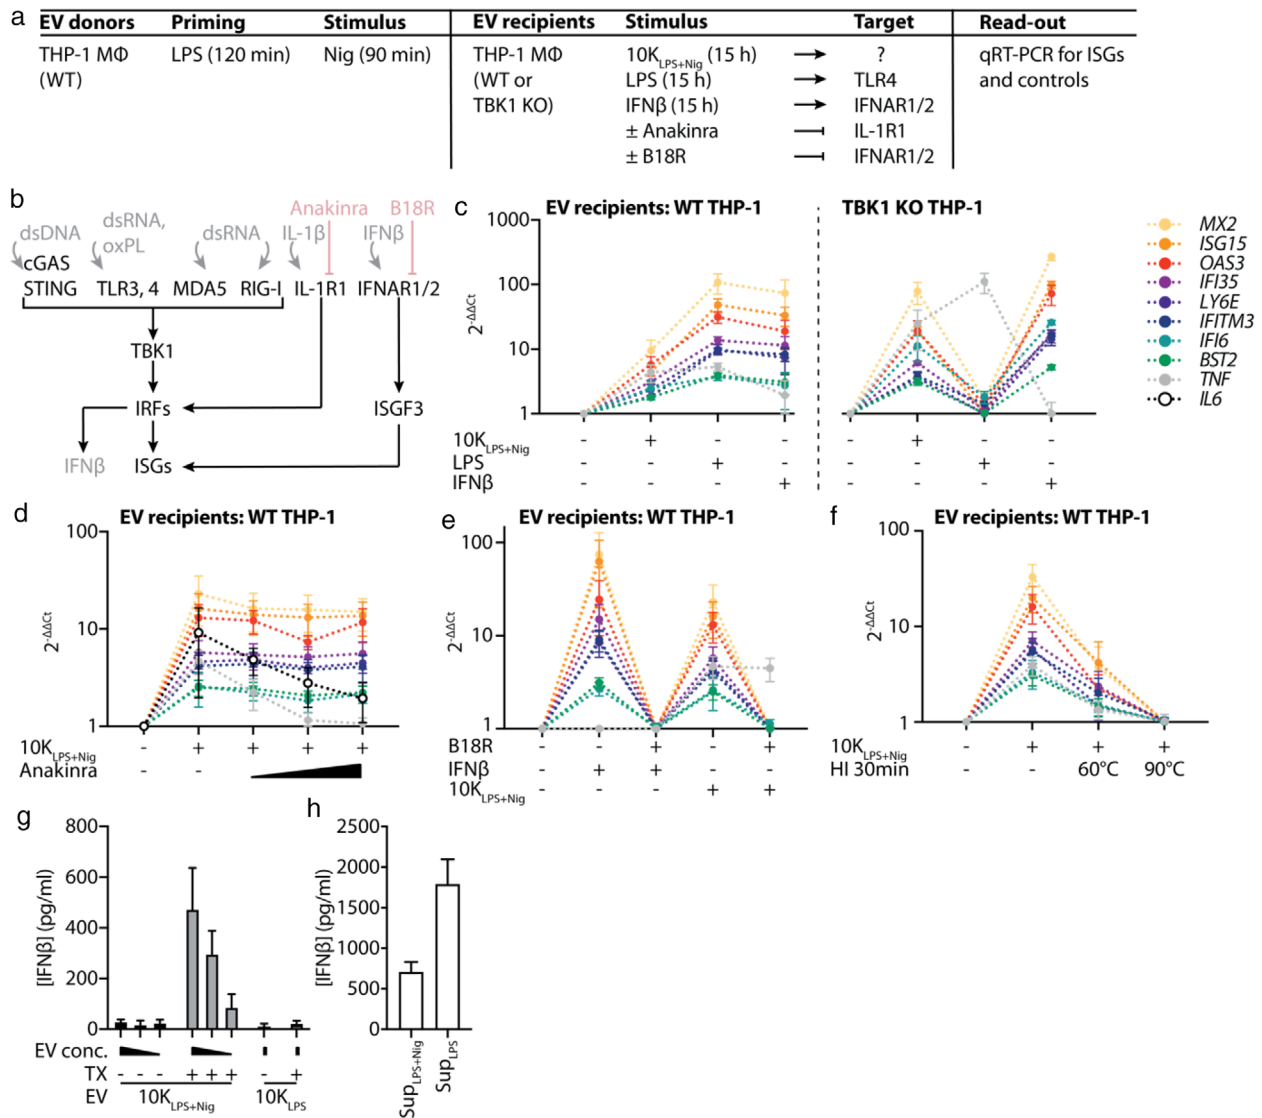 a
EV donors Priming Stimulus EV recipients Stimulus Target Read-out
THP-1 MΦ LPS (120 min) Nig (90 min) THP-1 MΦ 10K LPS+Nig (15 h) ? qRT-PCR for ISGs
(WT) (WT or LPS (15 h) TLR4 and controls
TBK1 KO) IFNβ (15 h) IFNAR1/2
± Anakinra IL-1R1
± B18R IFNAR1/2
b
Anakinra B18R
dsDNA dsRNA, oxPL dsRNA IL-1β IFNβ
cGAS
STING TLR3, 4 MDA5 RIG-I IL-1R1 IFNAR1/2
TBK1
IRFs ISGF3
IFNβ ISGs
c
EV recipients: WT THP-1 TBK1 KO THP-1
1000
100
10
1
2-ΔΔCt
10K LPS+Nig - + - - - + - -
LPS - - + - - - + -
IFNβ - - - + - - - +
MX2
ISG15
OAS3
IFI35
LY6E
IFITM3
IFI6
BST2
TNF
IL6
d
EV recipients: WT THP-1
100
10
1
2-ΔΔCt
10K LPS+Nig - + + + +
Anakinra - -
e
EV recipients: WT THP-1
100
10
1
2-ΔΔCt
B18R - - + - +
IFNβ - + + - -
10K LPS+Nig - - - + +
f
EV recipients: WT THP-1
100
10
1
2-ΔΔCt
10K LPS+Nig - + + +
HI 30min - - 60°C 90°C
g
800
600
400
200
0
[IFNβ] (pg/ml)
EV conc.
TX - - - + + + - +
EV 10K LPS+Nig 10K LPS
h
2500
2000
1500
1000
500
0
[IFNβ] (pg/ml)
Sup LPS+Nig
Sup LPS